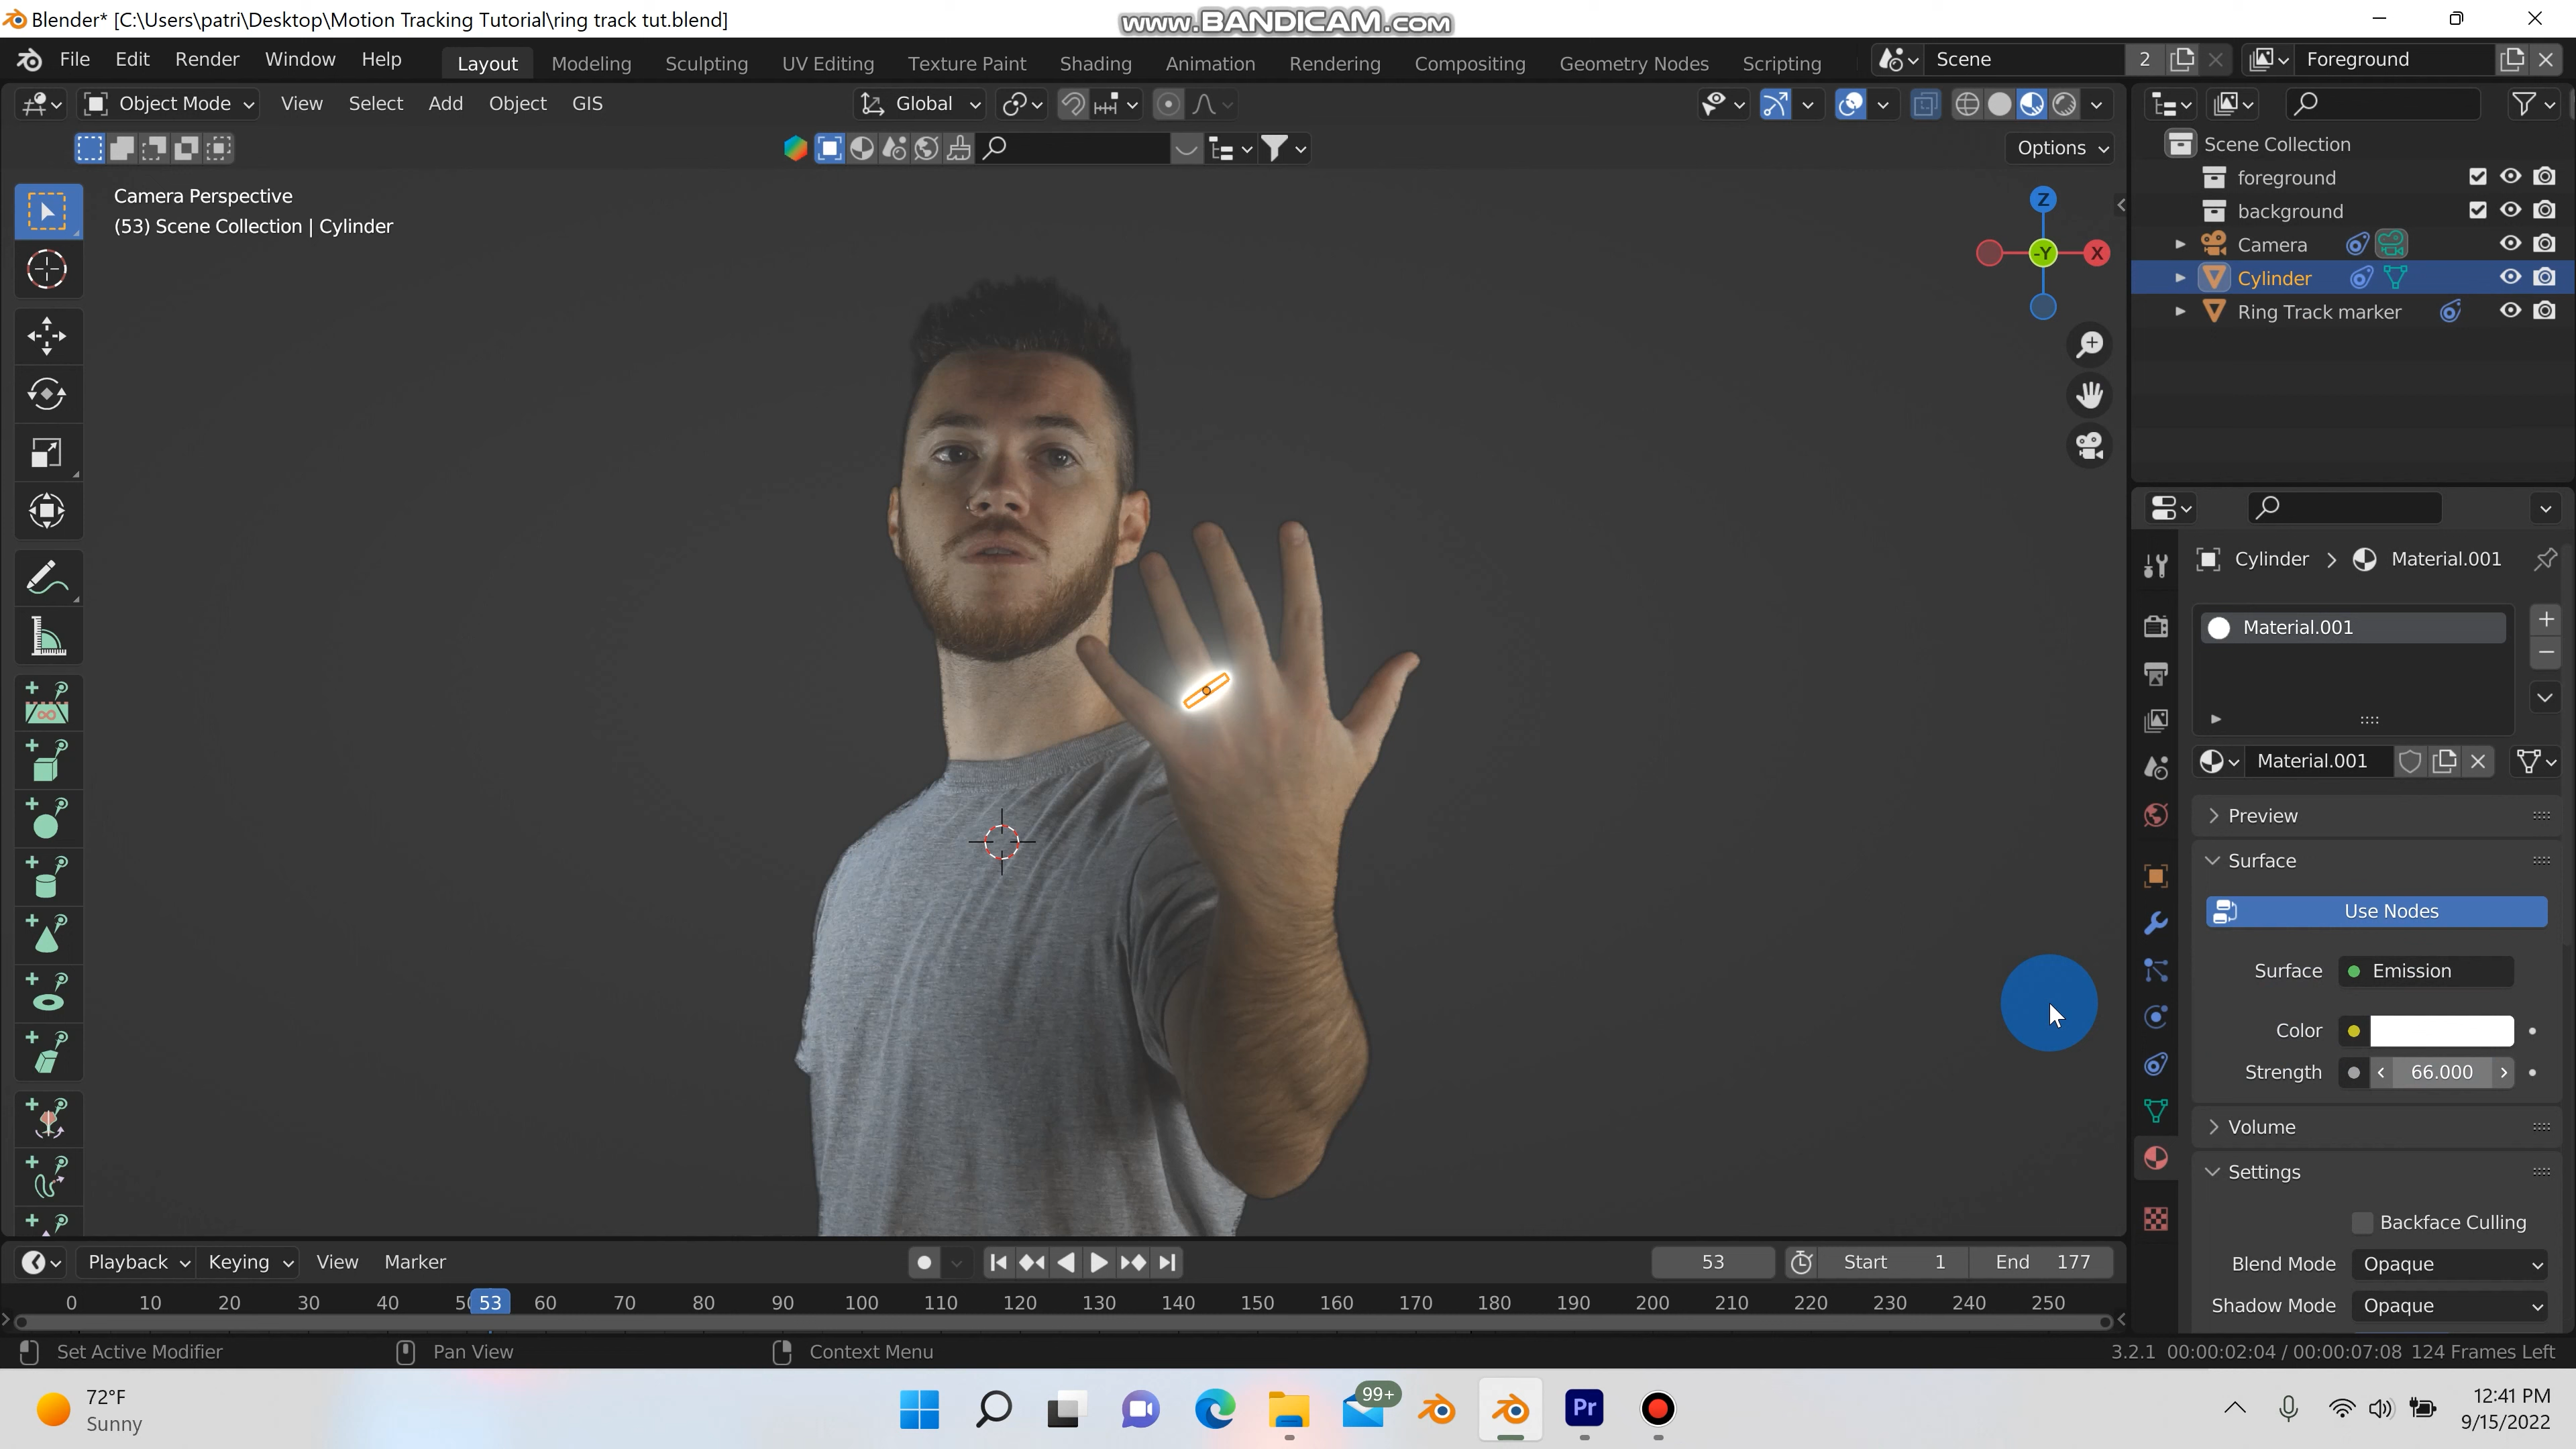 Blender* [C:\Users\patri\Desktop\Motion Tracking Tutorial\ring track tut.blend]
www.BANDICAM.com
File Edit Render Window Help
Layout Modeling Sculpting UV Editing Texture Paint Shading Animation Rendering Compositing Geometry Nodes Scripting
Scene 2 Foreground
Object Mode View Select Add Object GIS
Global
Options
Camera Perspective
(53) Scene Collection | Cylinder
Z
-Y
X
Scene Collection
foreground
background
Camera
Cylinder
Ring Track marker
Cylinder > Material.001
Material.001
Material.001
Preview
Surface
Use Nodes
Surface Emission
Color
Strength 66.000
Volume
Settings
Backface Culling
Blend Mode Opaque
Shadow Mode Opaque
Playback Keying View Marker
53 Start 1 End 177
0 10 20 30 40 50 53 60 70 80 90 100 110 120 130 140 150 160 170 180 190 200 210 220 230 240 250
Set Active Modifier Pan View Context Menu
3.2.1 00:00:02:04 / 00:00:07:08 124 Frames Left
72°F
Sunny
99+
Pr
12:41 PM
9/15/2022